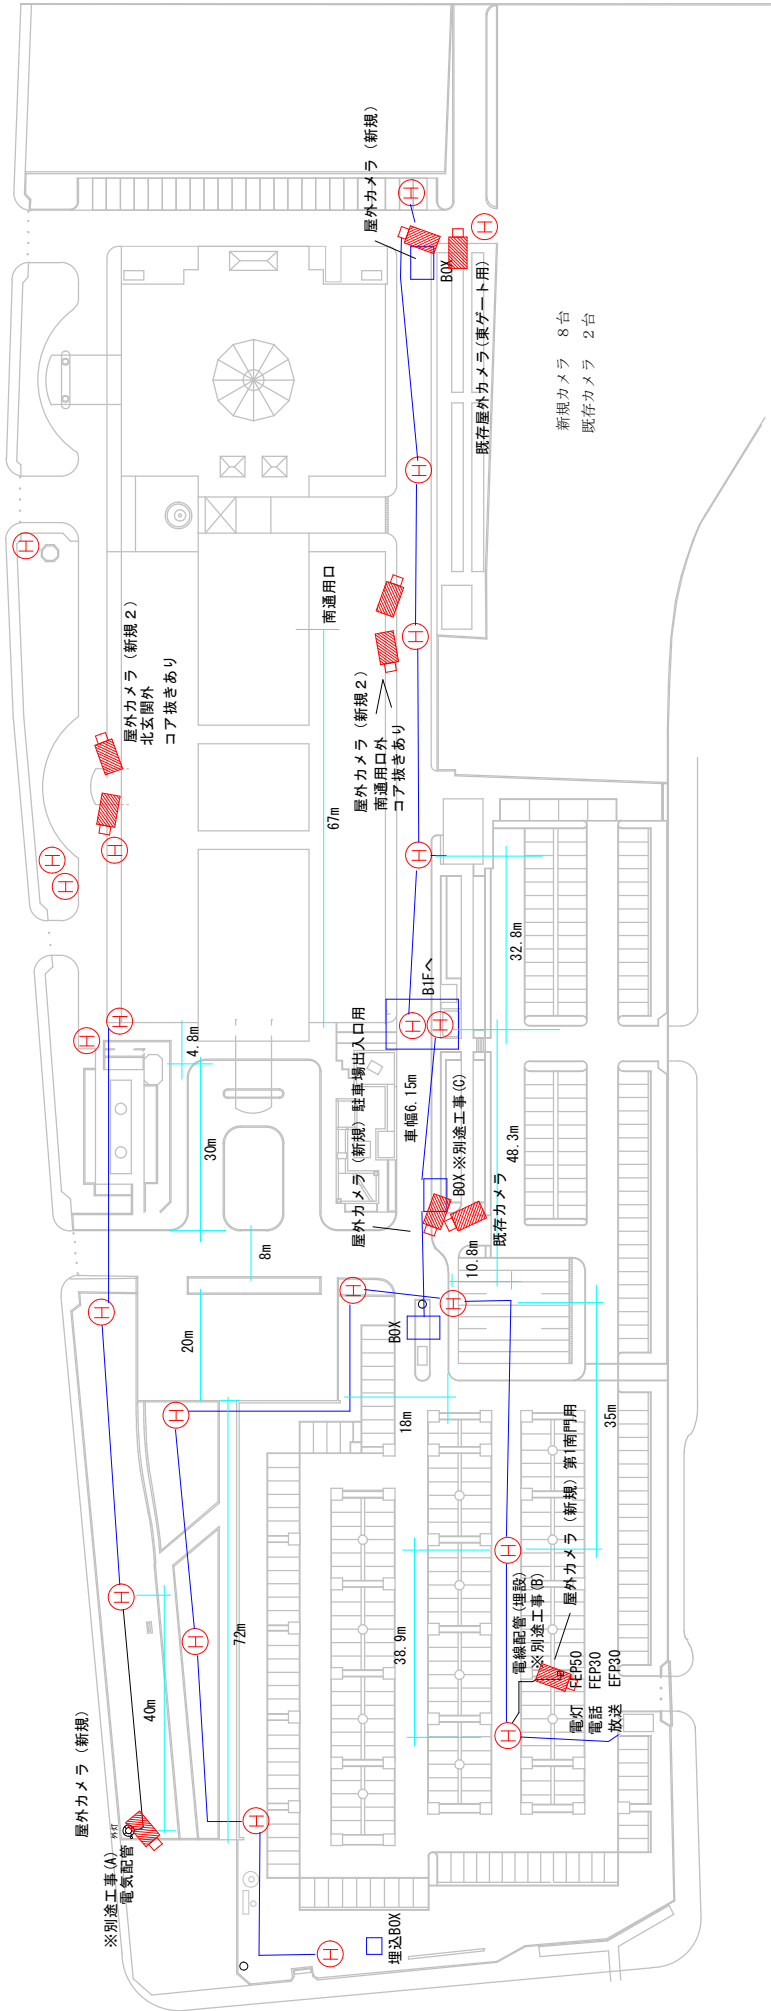 屋外カメラ（新規）
H
H
BOX
既存屋外カメラ(東ゲート用)
新規カメラ　８台
既存カメラ　２台
H
H
南通用口
屋外カメラ（新規２）
北玄関外
コア抜きあり
H
屋外カメラ（新規２）
南通用口外
コア抜きあり
67m
H
H
H
H
32.8m
B1Fへ
H
H
H
H
4.8m
30m
8m
20m
屋外カメラ（新規）駐車場出入口用
車幅6.15m
BOX ※別途工事(C)
既存カメラ
48.3m
10.8m
H
H
H
BOX
18m
35m
H
H
H
H
72m
38.9m
40m
屋外カメラ（新規）第1南門用
電線配管(埋設)
※別途工事(B)
電灯　FEP50
電話　FEP30
放送　EFP30
H
屋外カメラ（新規）
※別途工事(A)
電気配管
外灯
H
H
埋込BOX